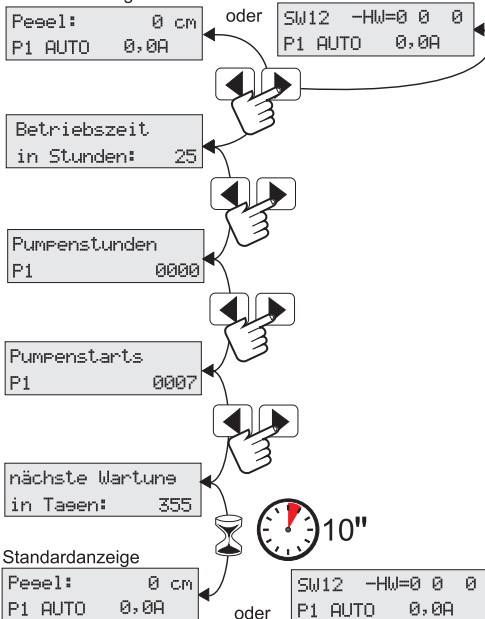 Pegel: 0 cm
P1 AUTO 0,0A
oder
SW12 -HW=0 0 0
P1 AUTO 0,0A
Betriebszeit
in Stunden: 25
Pumpenstunden
P1 0000
Pumpenstarts
P1 0007
nächste Wartung
in Tagen: 355
10"
Standardanzeige
Pegel: 0 cm
P1 AUTO 0,0A
oder
SW12 -HW=0 0 0
P1 AUTO 0,0A